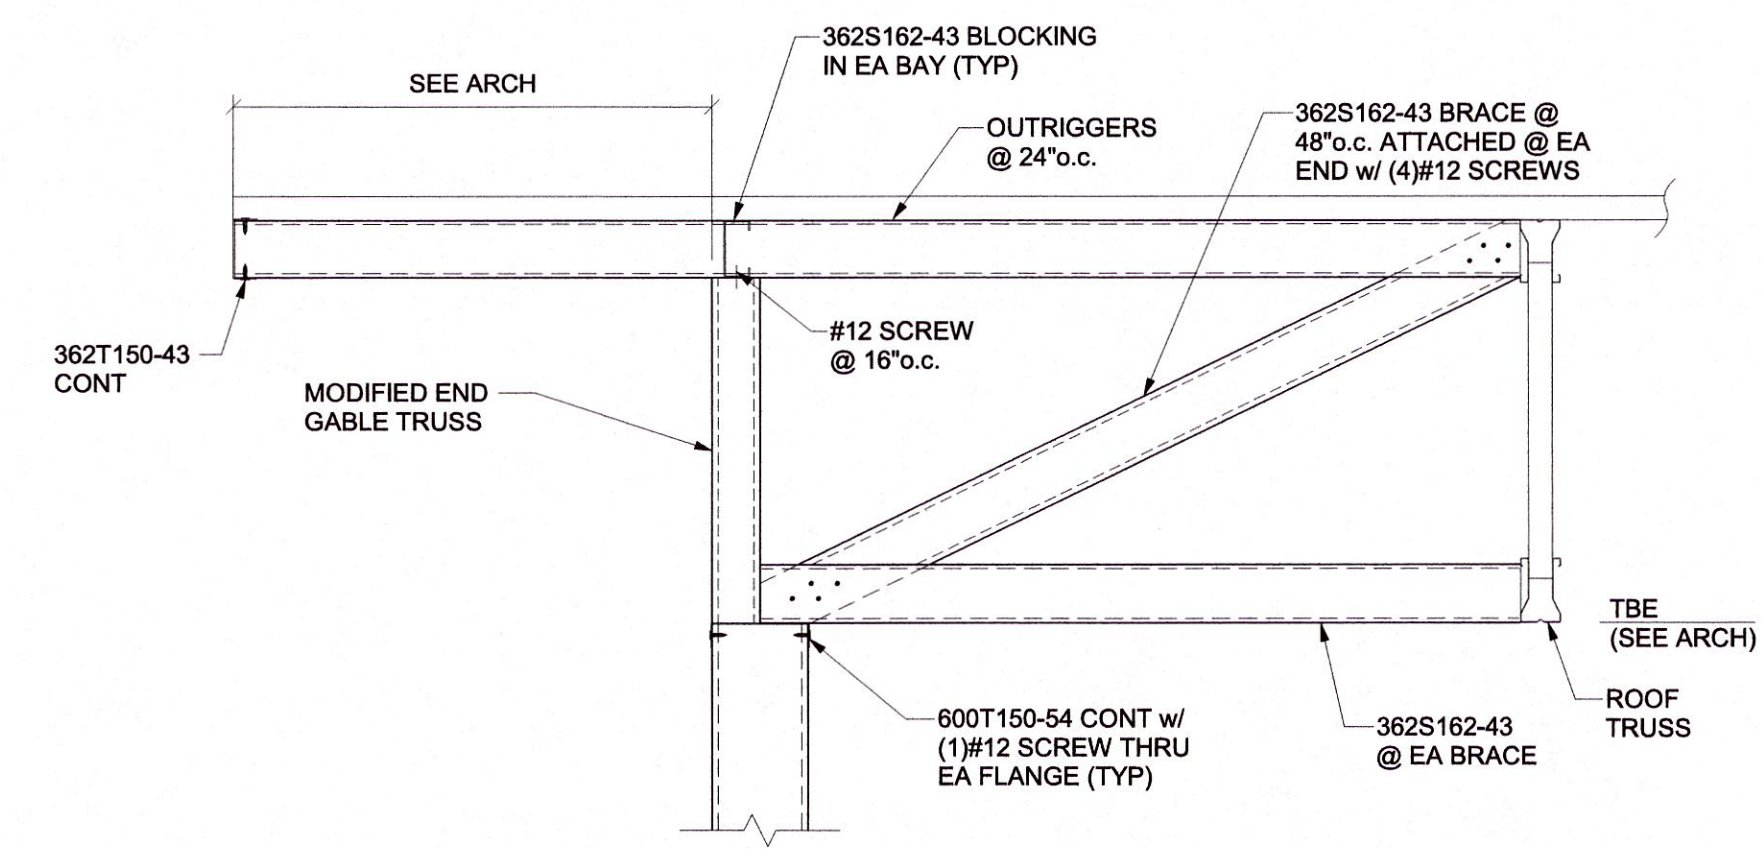 362S162-43 BLOCKING
IN EA BAY (TYP)
SEE ARCH
362S162-43 BRACE @
48"o.c. ATTACHED @ EA
END w/ (4)#12 SCREWS
OUTRIGGERS
@ 24"o.c.
#12 SCREW
@ 16"o.c.
362T150-43
CONT
MODIFIED END
GABLE TRUSS
TBE
(SEE ARCH)
ROOF
TRUSS
600T150-54 CONT w/
(1)#12 SCREW THRU
EA FLANGE (TYP)
362S162-43
@ EA BRACE